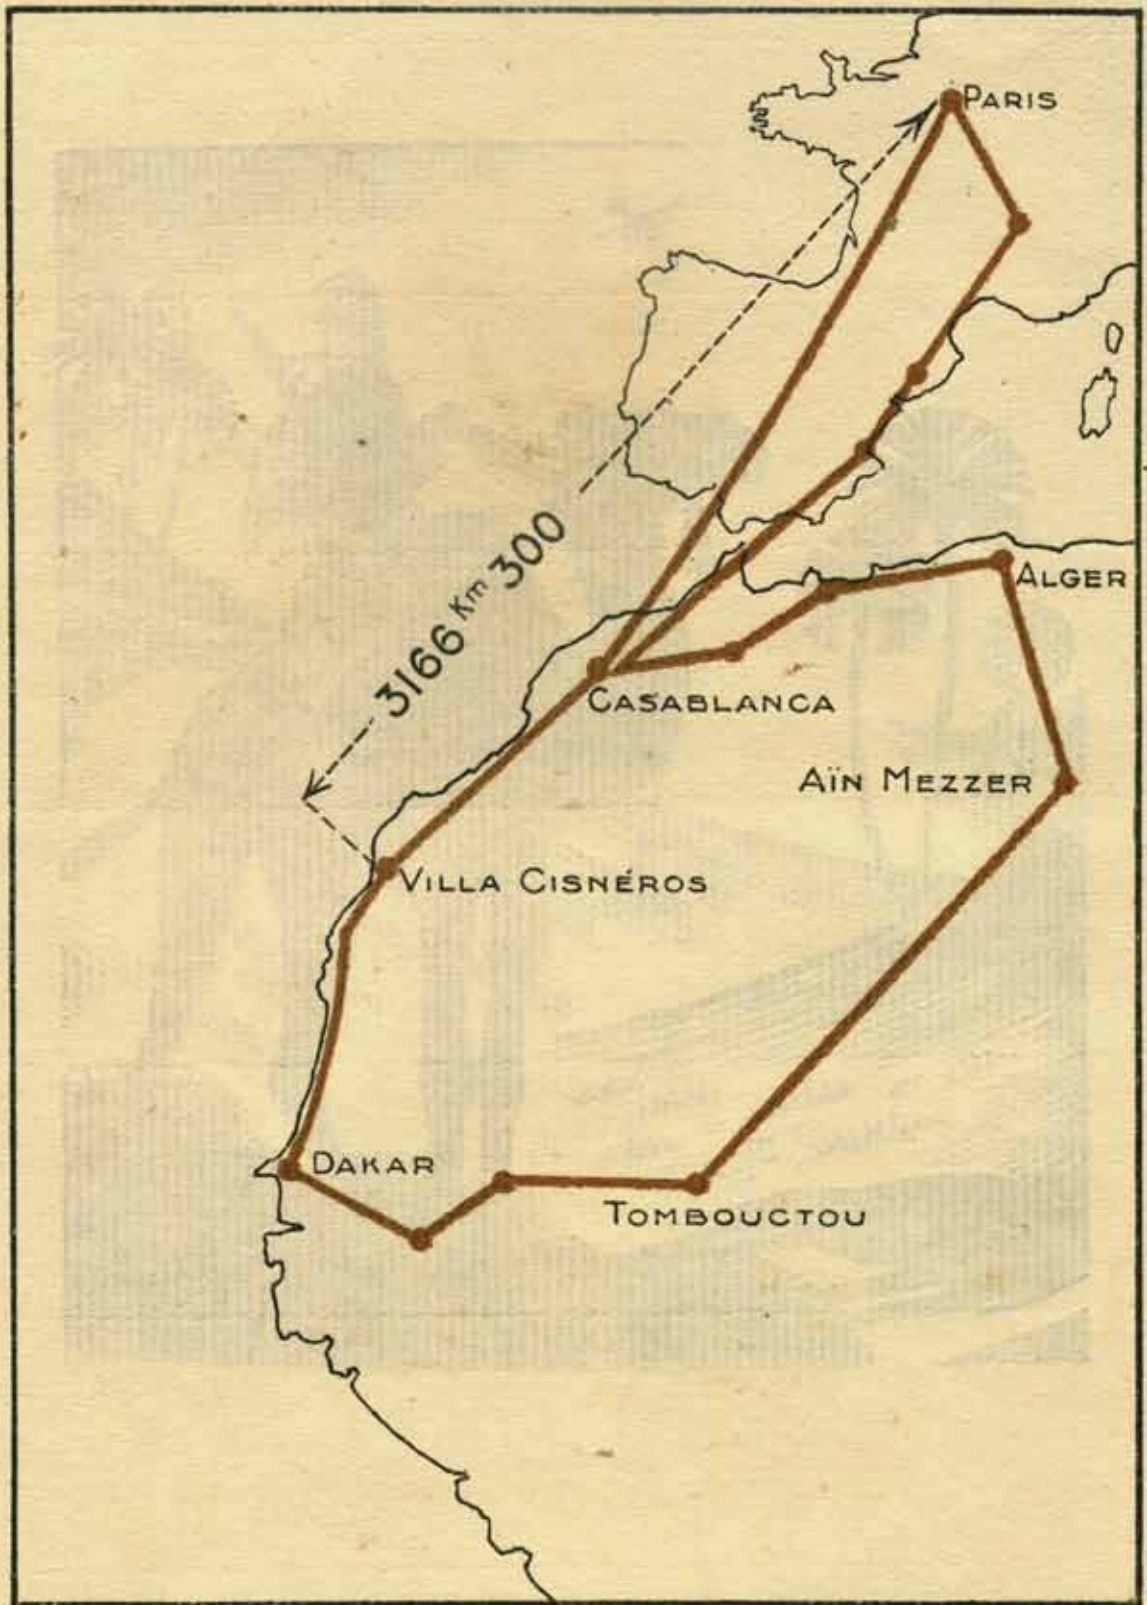 PARIS
3166 Km 300
ALGER
CASABLANCA
AÏN MEZZER
VILLA CISNÉROS
DAKAR
TOMBOUCTOU